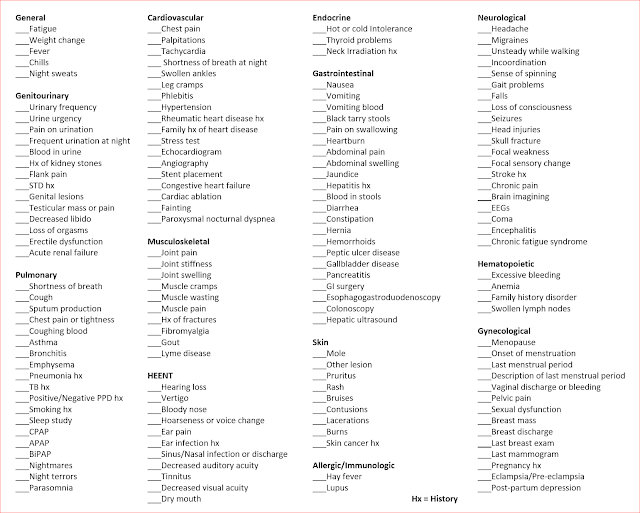 General
___Fatigue
___Weight change
___Fever
___Chills
___Night sweats
Genitourinary
___Urinary frequency
___Urine urgency
___Pain on urination
___Frequent urination at night
___Blood in urine
___Hx of kidney stones
___Flank pain
___STD hx
___Genital lesions
___Testicular mass or pain
___Decreased libido
___Loss of orgasms
___Erectile dysfunction
___Acute renal failure
Pulmonary
___Shortness of breath
___Cough
___Sputum production
___Chest pain or tightness
___Coughing blood
___Asthma
___Bronchitis
___Emphysema
___Pneumonia hx
___TB hx
___Positive/Negative PPD hx
___Smoking hx
___Sleep study
___CPAP
___APAP
___BiPAP
___Nightmares
___Night terrors
___Parasomnia
Cardiovascular
___Chest pain
___Palpitations
___Tachycardia
___ Shortness of breath at night
___Swollen ankles
___Leg cramps
___Phlebitis
___Hypertension
___Rheumatic heart disease hx
___Family hx of heart disease
___Stress test
___Echocardiogram
___Angiography
___Stent placement
___Congestive heart failure
___Cardiac ablation
___Fainting
___Paroxysmal nocturnal dyspnea
Musculoskeletal
___Joint pain
___Joint stiffness
___Joint swelling
___Muscle cramps
___Muscle wasting
___Muscle pain
___Hx of fractures
___Fibromyalgia
___Gout
___Lyme disease
HEENT
___Hearing loss
___Vertigo
___Bloody nose
___Hoarseness or voice change
___Ear pain
___Ear infection hx
___Sinus/Nasal infection or discharge
___Decreased auditory acuity
___Tinnitus
___Decreased visual acuity
___Dry mouth
Endocrine
___Hot or cold Intolerance
___Thyroid problems
___Neck Irradiation hx
Gastrointestinal
___Nausea
___Vomiting
___Vomiting blood
___Black tarry stools
___Pain on swallowing
___Heartburn
___Abdominal pain
___Abdominal swelling
___Jaundice
___Hepatitis hx
___Blood in stools
___Diarrhea
___Constipation
___Hernia
___Hemorrhoids
___Peptic ulcer disease
___Gallbladder disease
___Pancreatitis
___GI surgery
___Esophagogastroduodenoscopy
___Colonoscopy
___Hepatic ultrasound
Skin
___Mole
___Other lesion
___Pruritus
___Rash
___Bruises
___Contusions
___Lacerations
___Burns
___Skin cancer hx
Allergic/Immunologic
___Hay fever
___Lupus
Neurological
___Headache
___Migraines
___Unsteady while walking
___Incoordination
___Sense of spinning
___Gait problems
___Falls
___Loss of consciousness
___Seizures
___Head injuries
___Skull fracture
___Focal weakness
___Focal sensory change
___Stroke hx
___Chronic pain
___Brain imagining
___EEGs
___Coma
___Encephalitis
___Chronic fatigue syndrome
Hematopoietic
___Excessive bleeding
___Anemia
___Family history disorder
___Swollen lymph nodes
Gynecological
___Menopause
___Onset of menstruation
___Last menstrual period
___Description of last menstrual period
___Vaginal discharge or bleeding
___Pelvic pain
___Sexual dysfunction
___Breast mass
___Breast discharge
___Last breast exam
___Last mammogram
___Pregnancy hx
___Eclampsia/Pre-eclampsia
___Post-partum depression
Hx = History